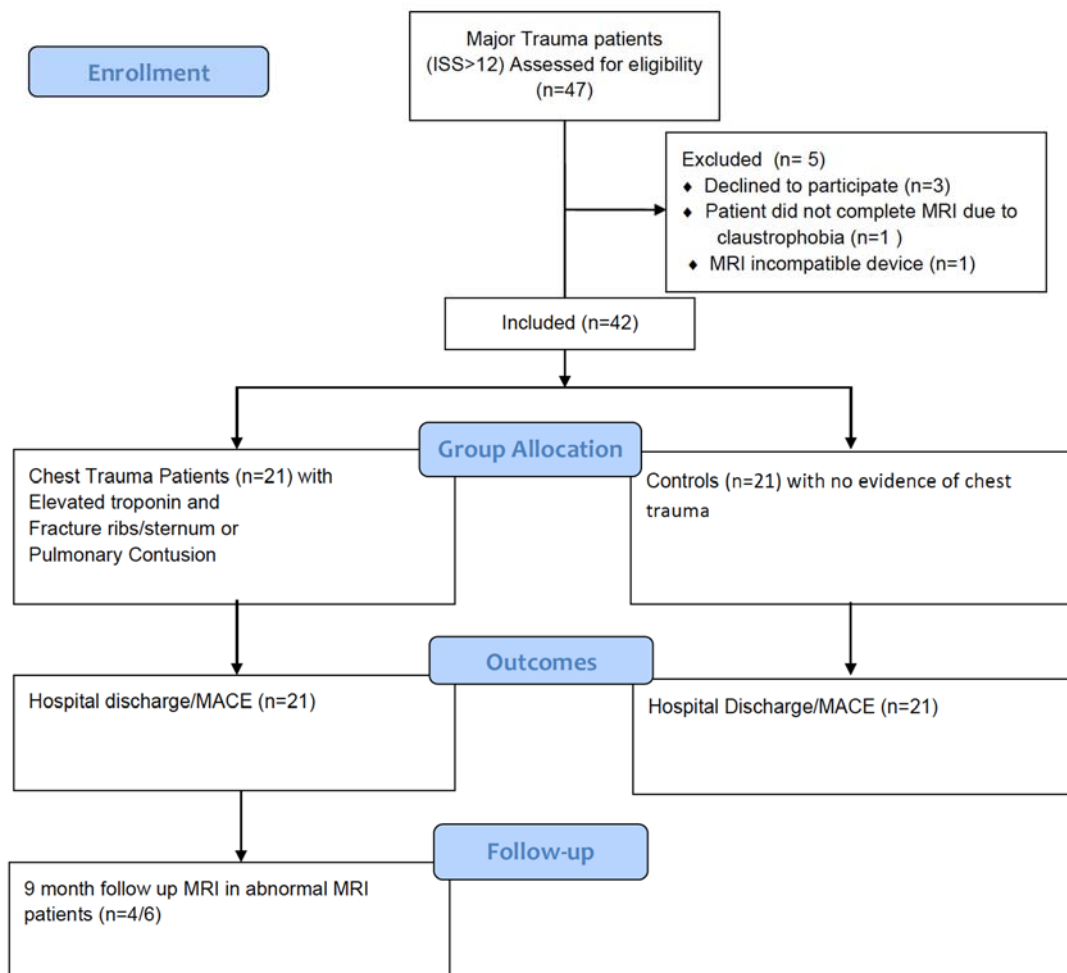 Enrollment
Major Trauma patients
(ISS>12) Assessed for eligibility
(n=47)
Excluded (n= 5)
♦ Declined to participate (n=3)
♦ Patient did not complete MRI due to
claustrophobia (n=1 )
♦ MRI incompatible device (n=1)
Included (n=42)
Group Allocation
Chest Trauma Patients (n=21) with
Elevated troponin and
Fracture ribs/sternum or
Pulmonary Contusion
Controls (n=21) with no evidence of chest
trauma
Outcomes
Hospital discharge/MACE (n=21)
Hospital Discharge/MACE (n=21)
Follow-up
9 month follow up MRI in abnormal MRI
patients (n=4/6)